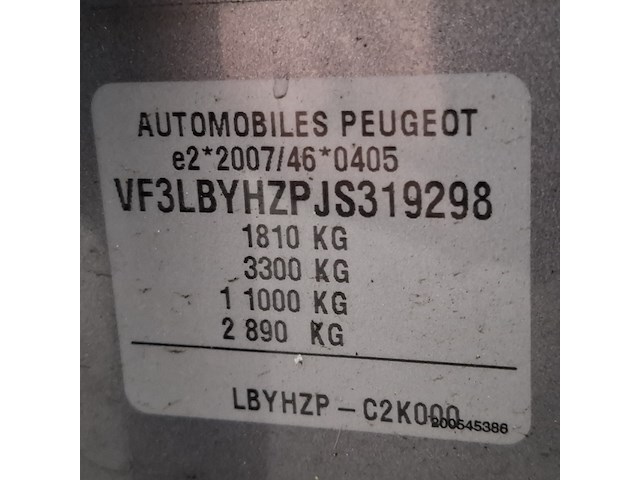 AUTOMOBILES PEUGEOT
e2*2007/46*0405
VF3LBYHZPJS319298
1810 KG
3300 KG
1 1000 KG
2 890 KG
LBYHZP - C2K000
200545386